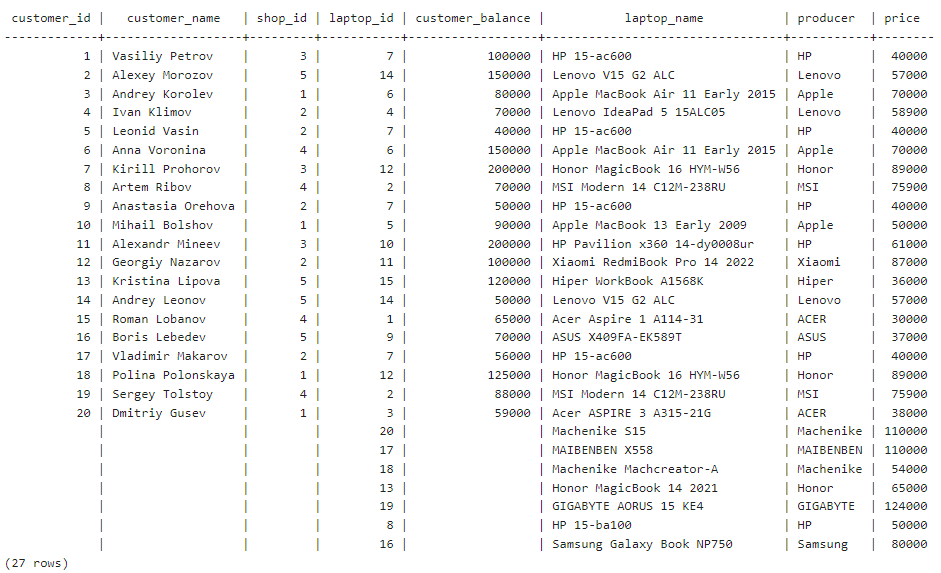 customer_id | customer_name | shop_id | laptop_id | customer_balance | laptop_name | producer | price
------------+------------------+---------+-----------+------------------+-------------------------------+-----------+--------
1 | Vasiliy Petrov | 3 | 7 | 100000 | HP 15-ac600 | HP | 40000
2 | Alexey Morozov | 5 | 14 | 150000 | Lenovo V15 G2 ALC | Lenovo | 57000
3 | Andrey Korolev | 1 | 6 | 80000 | Apple MacBook Air 11 Early 2015 | Apple | 70000
4 | Ivan Klimov | 2 | 4 | 70000 | Lenovo IdeaPad 5 15ALC05 | Lenovo | 58900
5 | Leonid Vasin | 2 | 7 | 40000 | HP 15-ac600 | HP | 40000
6 | Anna Voronina | 4 | 6 | 150000 | Apple MacBook Air 11 Early 2015 | Apple | 70000
7 | Kirill Prohorov | 3 | 12 | 200000 | Honor MagicBook 16 HYM-W56 | Honor | 89000
8 | Artem Ribov | 4 | 2 | 70000 | MSI Modern 14 C12M-238RU | MSI | 75900
9 | Anastasia Orehova | 2 | 7 | 50000 | HP 15-ac600 | HP | 40000
10 | Mihail Bolshov | 1 | 5 | 90000 | Apple MacBook 13 Early 2009 | Apple | 50000
11 | Alexandr Mineev | 3 | 10 | 200000 | HP Pavilion x360 14-dy0008ur | HP | 61000
12 | Georgiy Nazarov | 2 | 11 | 100000 | Xiaomi RedmiBook Pro 14 2022 | Xiaomi | 87000
13 | Kristina Lipova | 5 | 15 | 120000 | Hiper WorkBook A1568K | Hiper | 36000
14 | Andrey Leonov | 5 | 14 | 50000 | Lenovo V15 G2 ALC | Lenovo | 57000
15 | Roman Lobanov | 4 | 1 | 65000 | Acer Aspire 1 A114-31 | ACER | 30000
16 | Boris Lebedev | 5 | 9 | 70000 | ASUS X409FA-EK589T | ASUS | 37000
17 | Vladimir Makarov | 2 | 7 | 56000 | HP 15-ac600 | HP | 40000
18 | Polina Polonskaya | 1 | 12 | 125000 | Honor MagicBook 16 HYM-W56 | Honor | 89000
19 | Sergey Tolstoy | 4 | 2 | 88000 | MSI Modern 14 C12M-238RU | MSI | 75900
20 | Dmitriy Gusev | 1 | 3 | 59000 | Acer ASPIRE 3 A315-21G | ACER | 38000
| | | 20 | | Machenike S15 | Machenike | 110000
| | | 17 | | MAIBENBEN X558 | MAIBENBEN | 110000
| | | 18 | | Machenike Machcreator-A | Machenike | 54000
| | | 13 | | Honor MagicBook 14 2021 | Honor | 65000
| | | 19 | | GIGABYTE AORUS 15 KE4 | GIGABYTE | 124000
| | | 8 | | HP 15-ba100 | HP | 50000
| | | 16 | | Samsung Galaxy Book NP750 | Samsung | 80000
(27 rows)